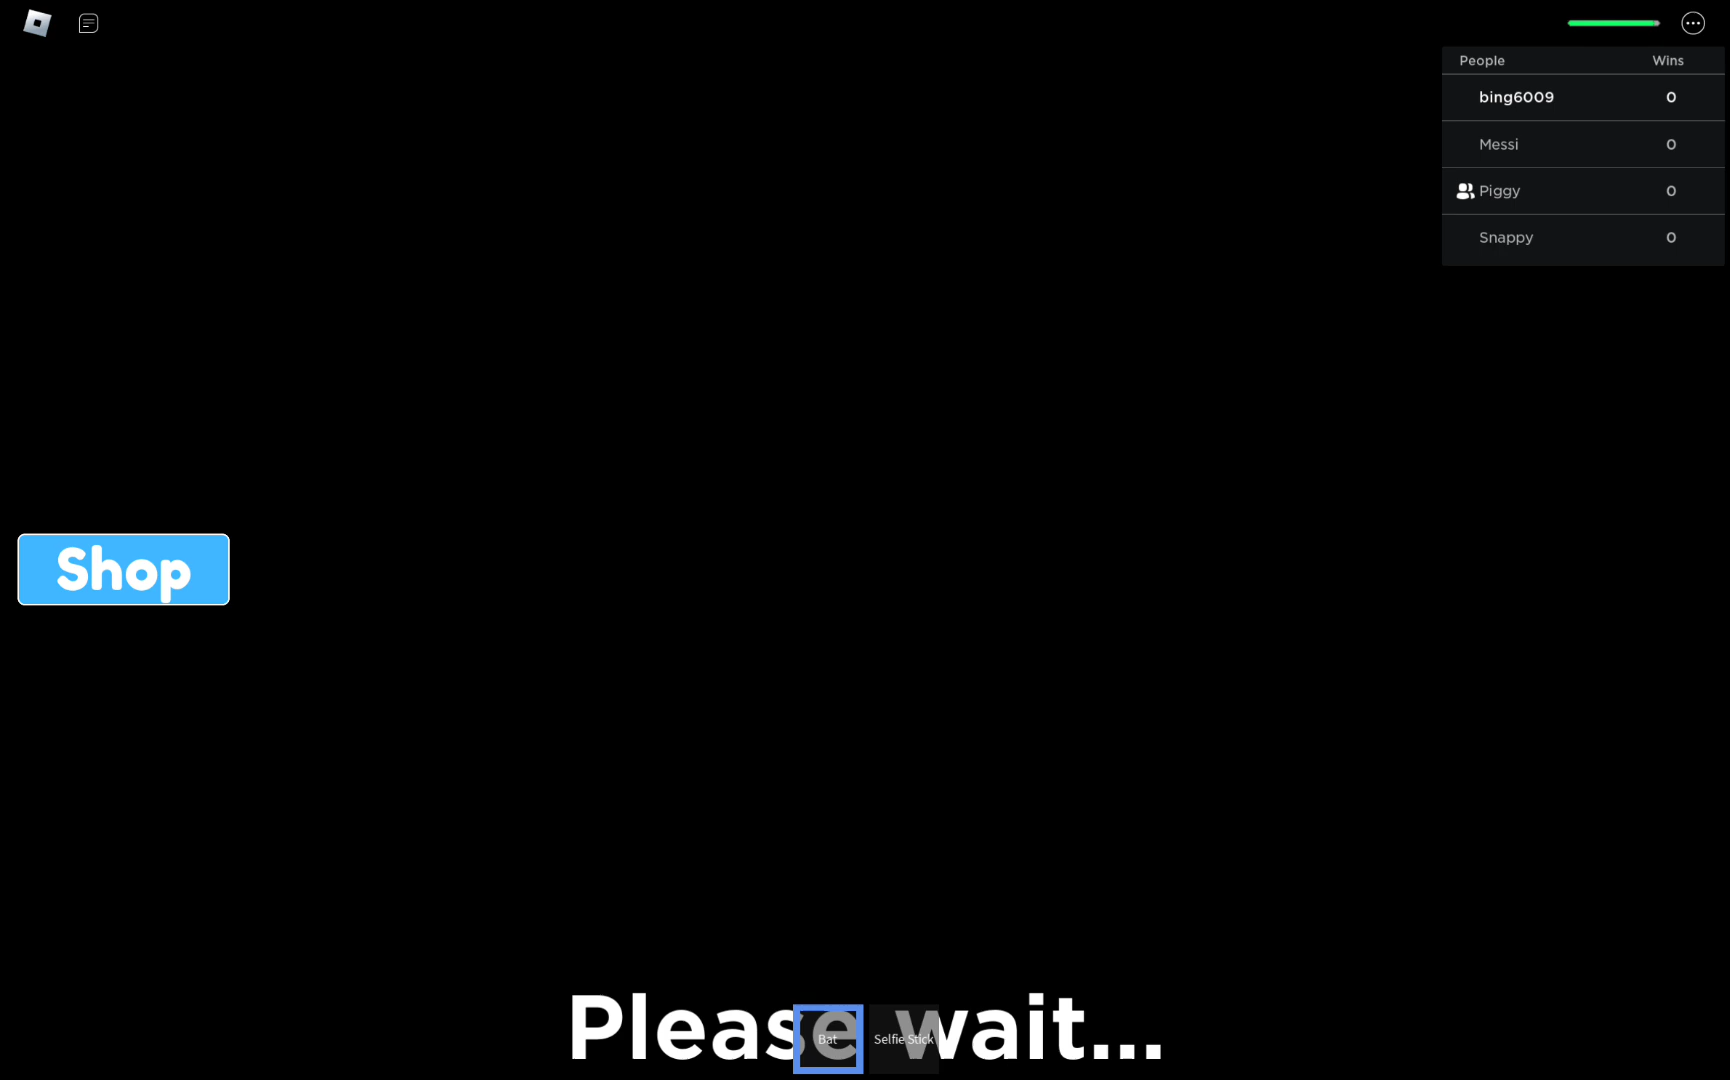 People Wins
bing6009 0
Messi 0
Piggy 0
Snappy 0
Shop
Please wait...
Bat
Selfie Stick